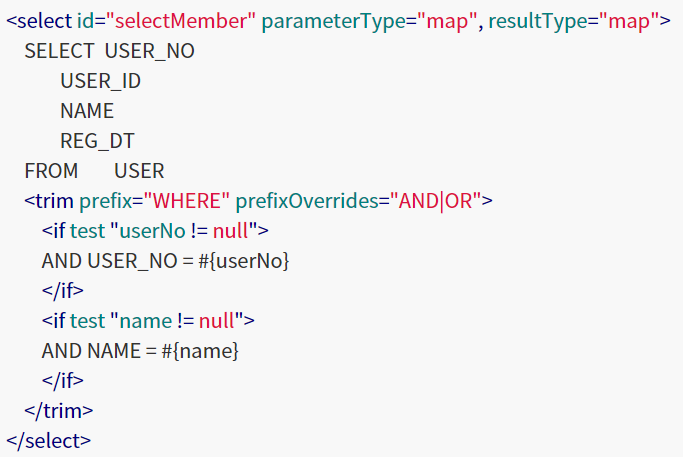 <select id="selectMember" parameterType="map", resultType="map">
SELECT USER_NO
USER_ID
NAME
REG_DT
FROM USER
<trim prefix="WHERE" prefixOverrides="AND|OR">
<if test "userNo != null">
AND USER_NO = #{userNo}
</if>
<if test "name != null">
AND NAME = #{name}
</if>
</trim>
</select>